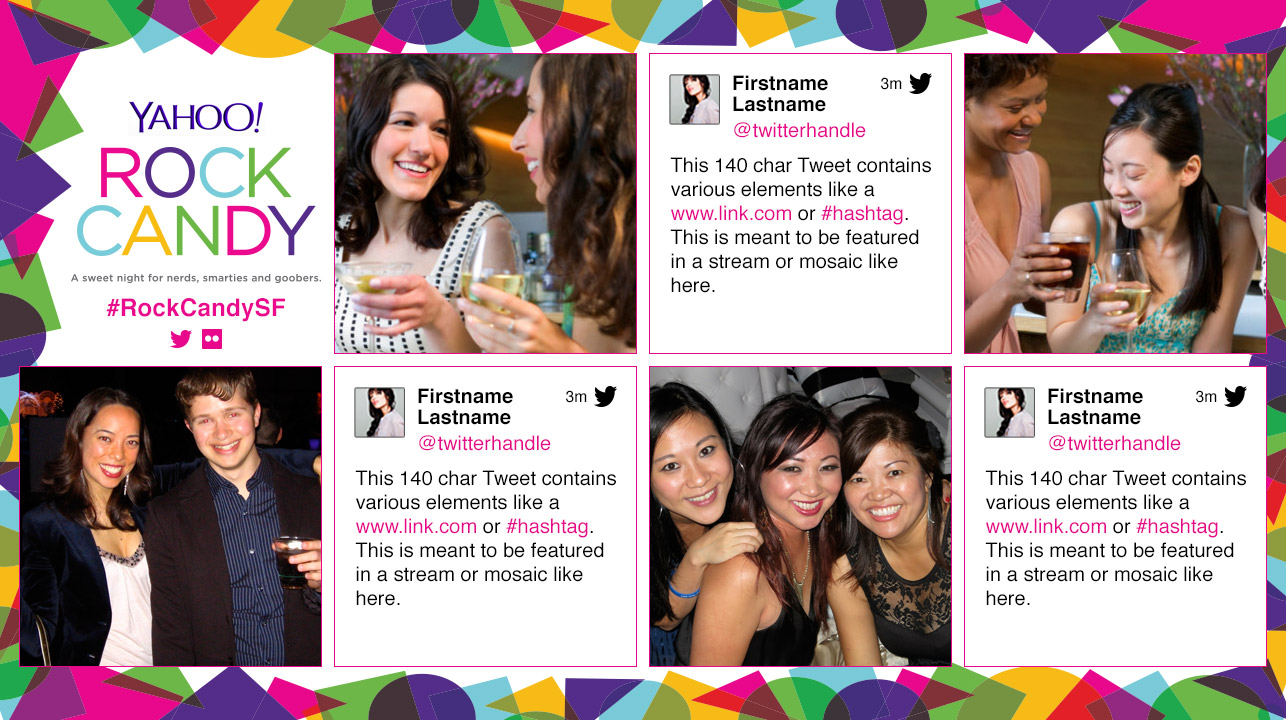 YAHOO!
ROCK
CANDY
A sweet night for nerds, smarties and goobers.
#RockCandySF
Firstname
Lastname
3m
@twitterhandle
This 140 char Tweet contains
various elements like a
www.link.com or #hashtag.
This is meant to be featured
in a stream or mosaic like
here.
Firstname
Lastname
3m
@twitterhandle
This 140 char Tweet contains
various elements like a
www.link.com or #hashtag.
This is meant to be featured
in a stream or mosaic like
here.
Firstname
Lastname
3m
@twitterhandle
This 140 char Tweet contains
various elements like a
www.link.com or #hashtag.
This is meant to be featured
in a stream or mosaic like
here.